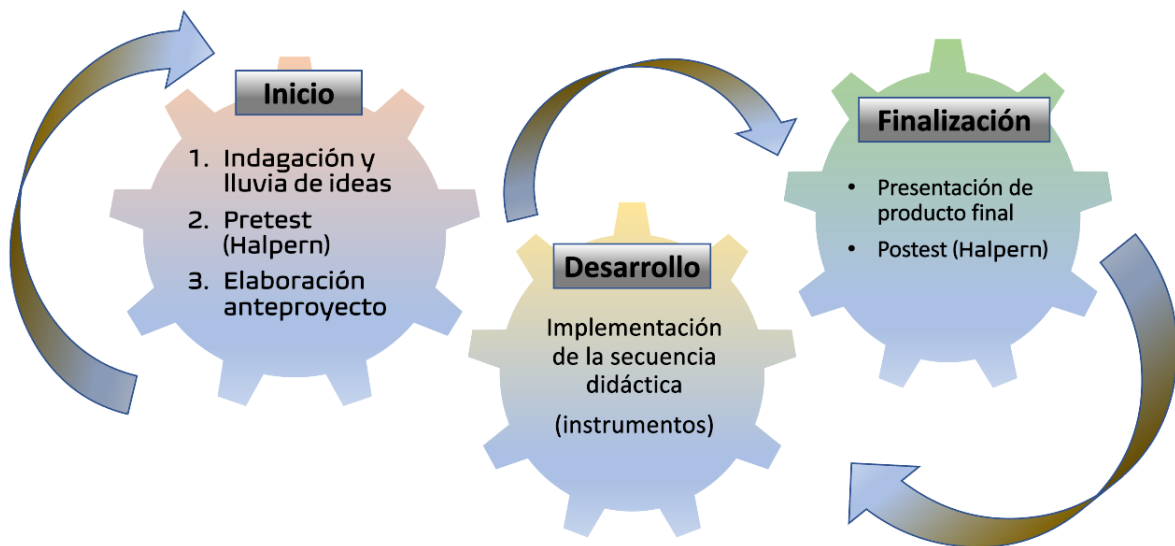 Inicio
1. Indagación y
lluvia de ideas
2. Pretest
(Halpern)
3. Elaboración
anteproyecto
Desarrollo
Implementación
de la secuencia
didáctica
(instrumentos)
Finalización
• Presentación de
producto final
• Postest (Halpern)